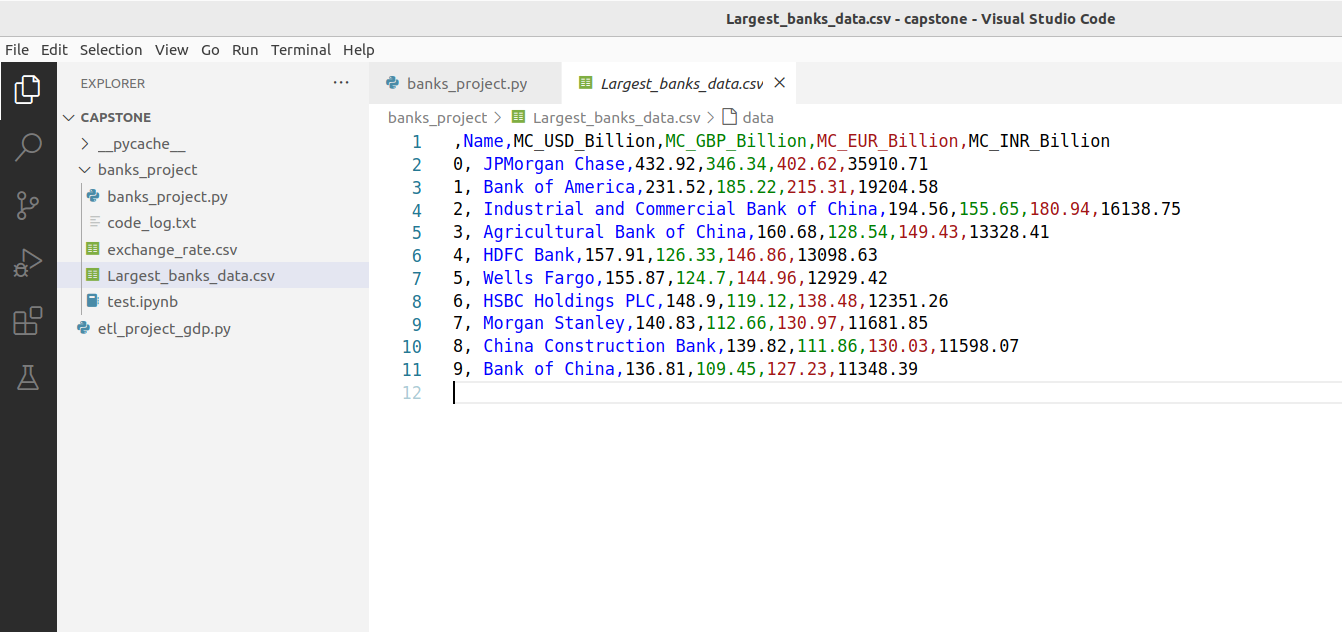 Largest_banks_data.csv - capstone - Visual Studio Code
File Edit Selection View Go Run Terminal Help
EXPLORER ···
CAPSTONE
__pycache__
banks_project
banks_project.py
code_log.txt
exchange_rate.csv
Largest_banks_data.csv
test.ipynb
etl_project_gdp.py
banks_project.py Largest_banks_data.csv
banks_project > Largest_banks_data.csv > data
1 ,Name,MC_USD_Billion,MC_GBP_Billion,MC_EUR_Billion,MC_INR_Billion
2 0, JPMorgan Chase,432.92,346.34,402.62,35910.71
3 1, Bank of America,231.52,185.22,215.31,19204.58
4 2, Industrial and Commercial Bank of China,194.56,155.65,180.94,16138.75
5 3, Agricultural Bank of China,160.68,128.54,149.43,13328.41
6 4, HDFC Bank,157.91,126.33,146.86,13098.63
7 5, Wells Fargo,155.87,124.7,144.96,12929.42
8 6, HSBC Holdings PLC,148.9,119.12,138.48,12351.26
9 7, Morgan Stanley,140.83,112.66,130.97,11681.85
10 8, China Construction Bank,139.82,111.86,130.03,11598.07
11 9, Bank of China,136.81,109.45,127.23,11348.39
12